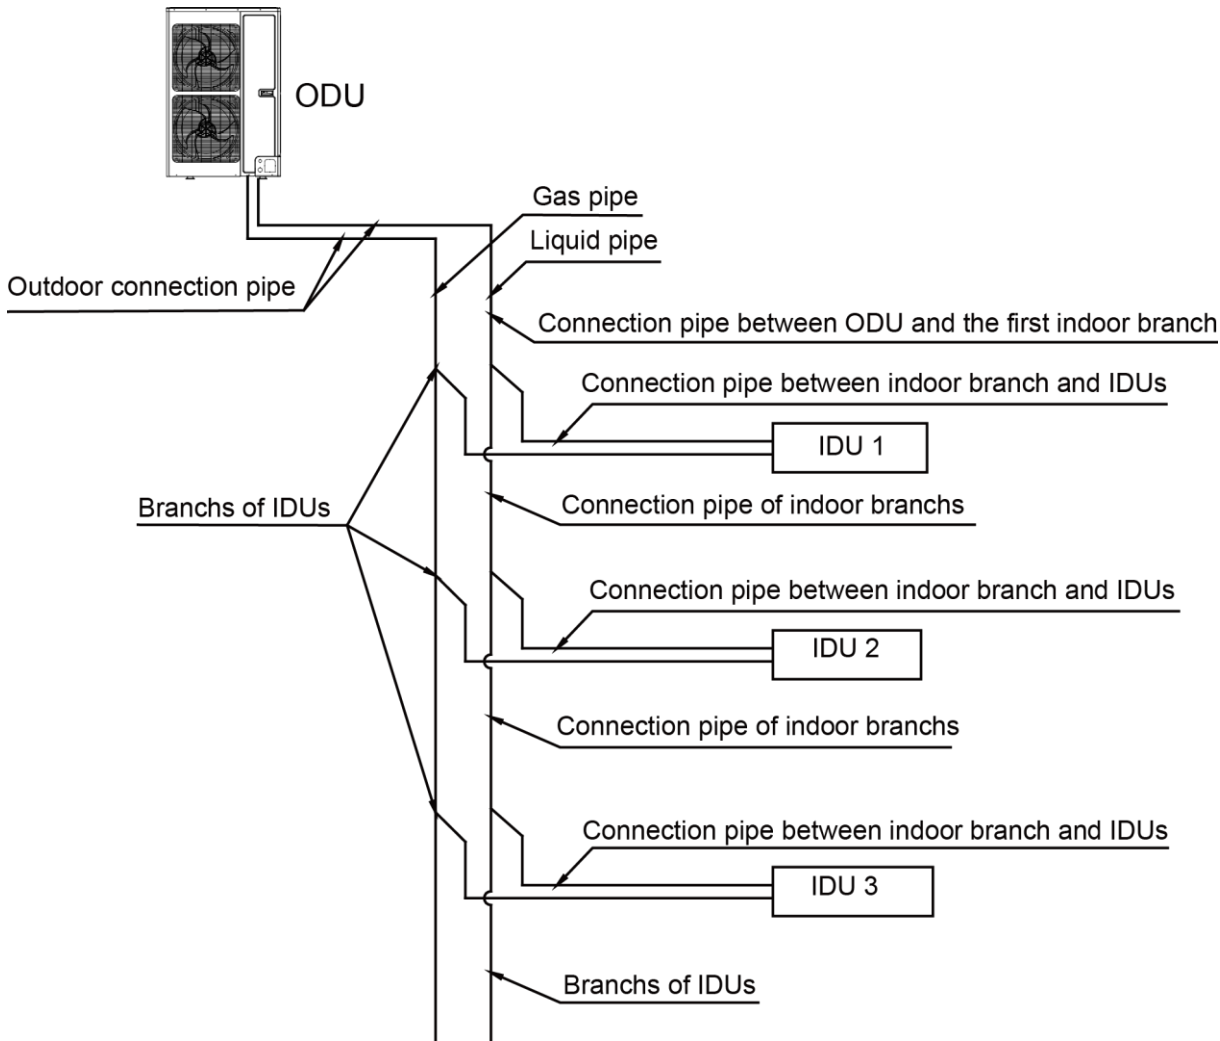 ODU
Gas pipe
Liquid pipe
Outdoor connection pipe
Connection pipe between ODU and the first indoor branch
Connection pipe between indoor branch and IDUs
IDU 1
Branchs of IDUs
Connection pipe of indoor branchs
Connection pipe between indoor branch and IDUs
IDU 2
Connection pipe of indoor branchs
Connection pipe between indoor branch and IDUs
IDU 3
Branchs of IDUs